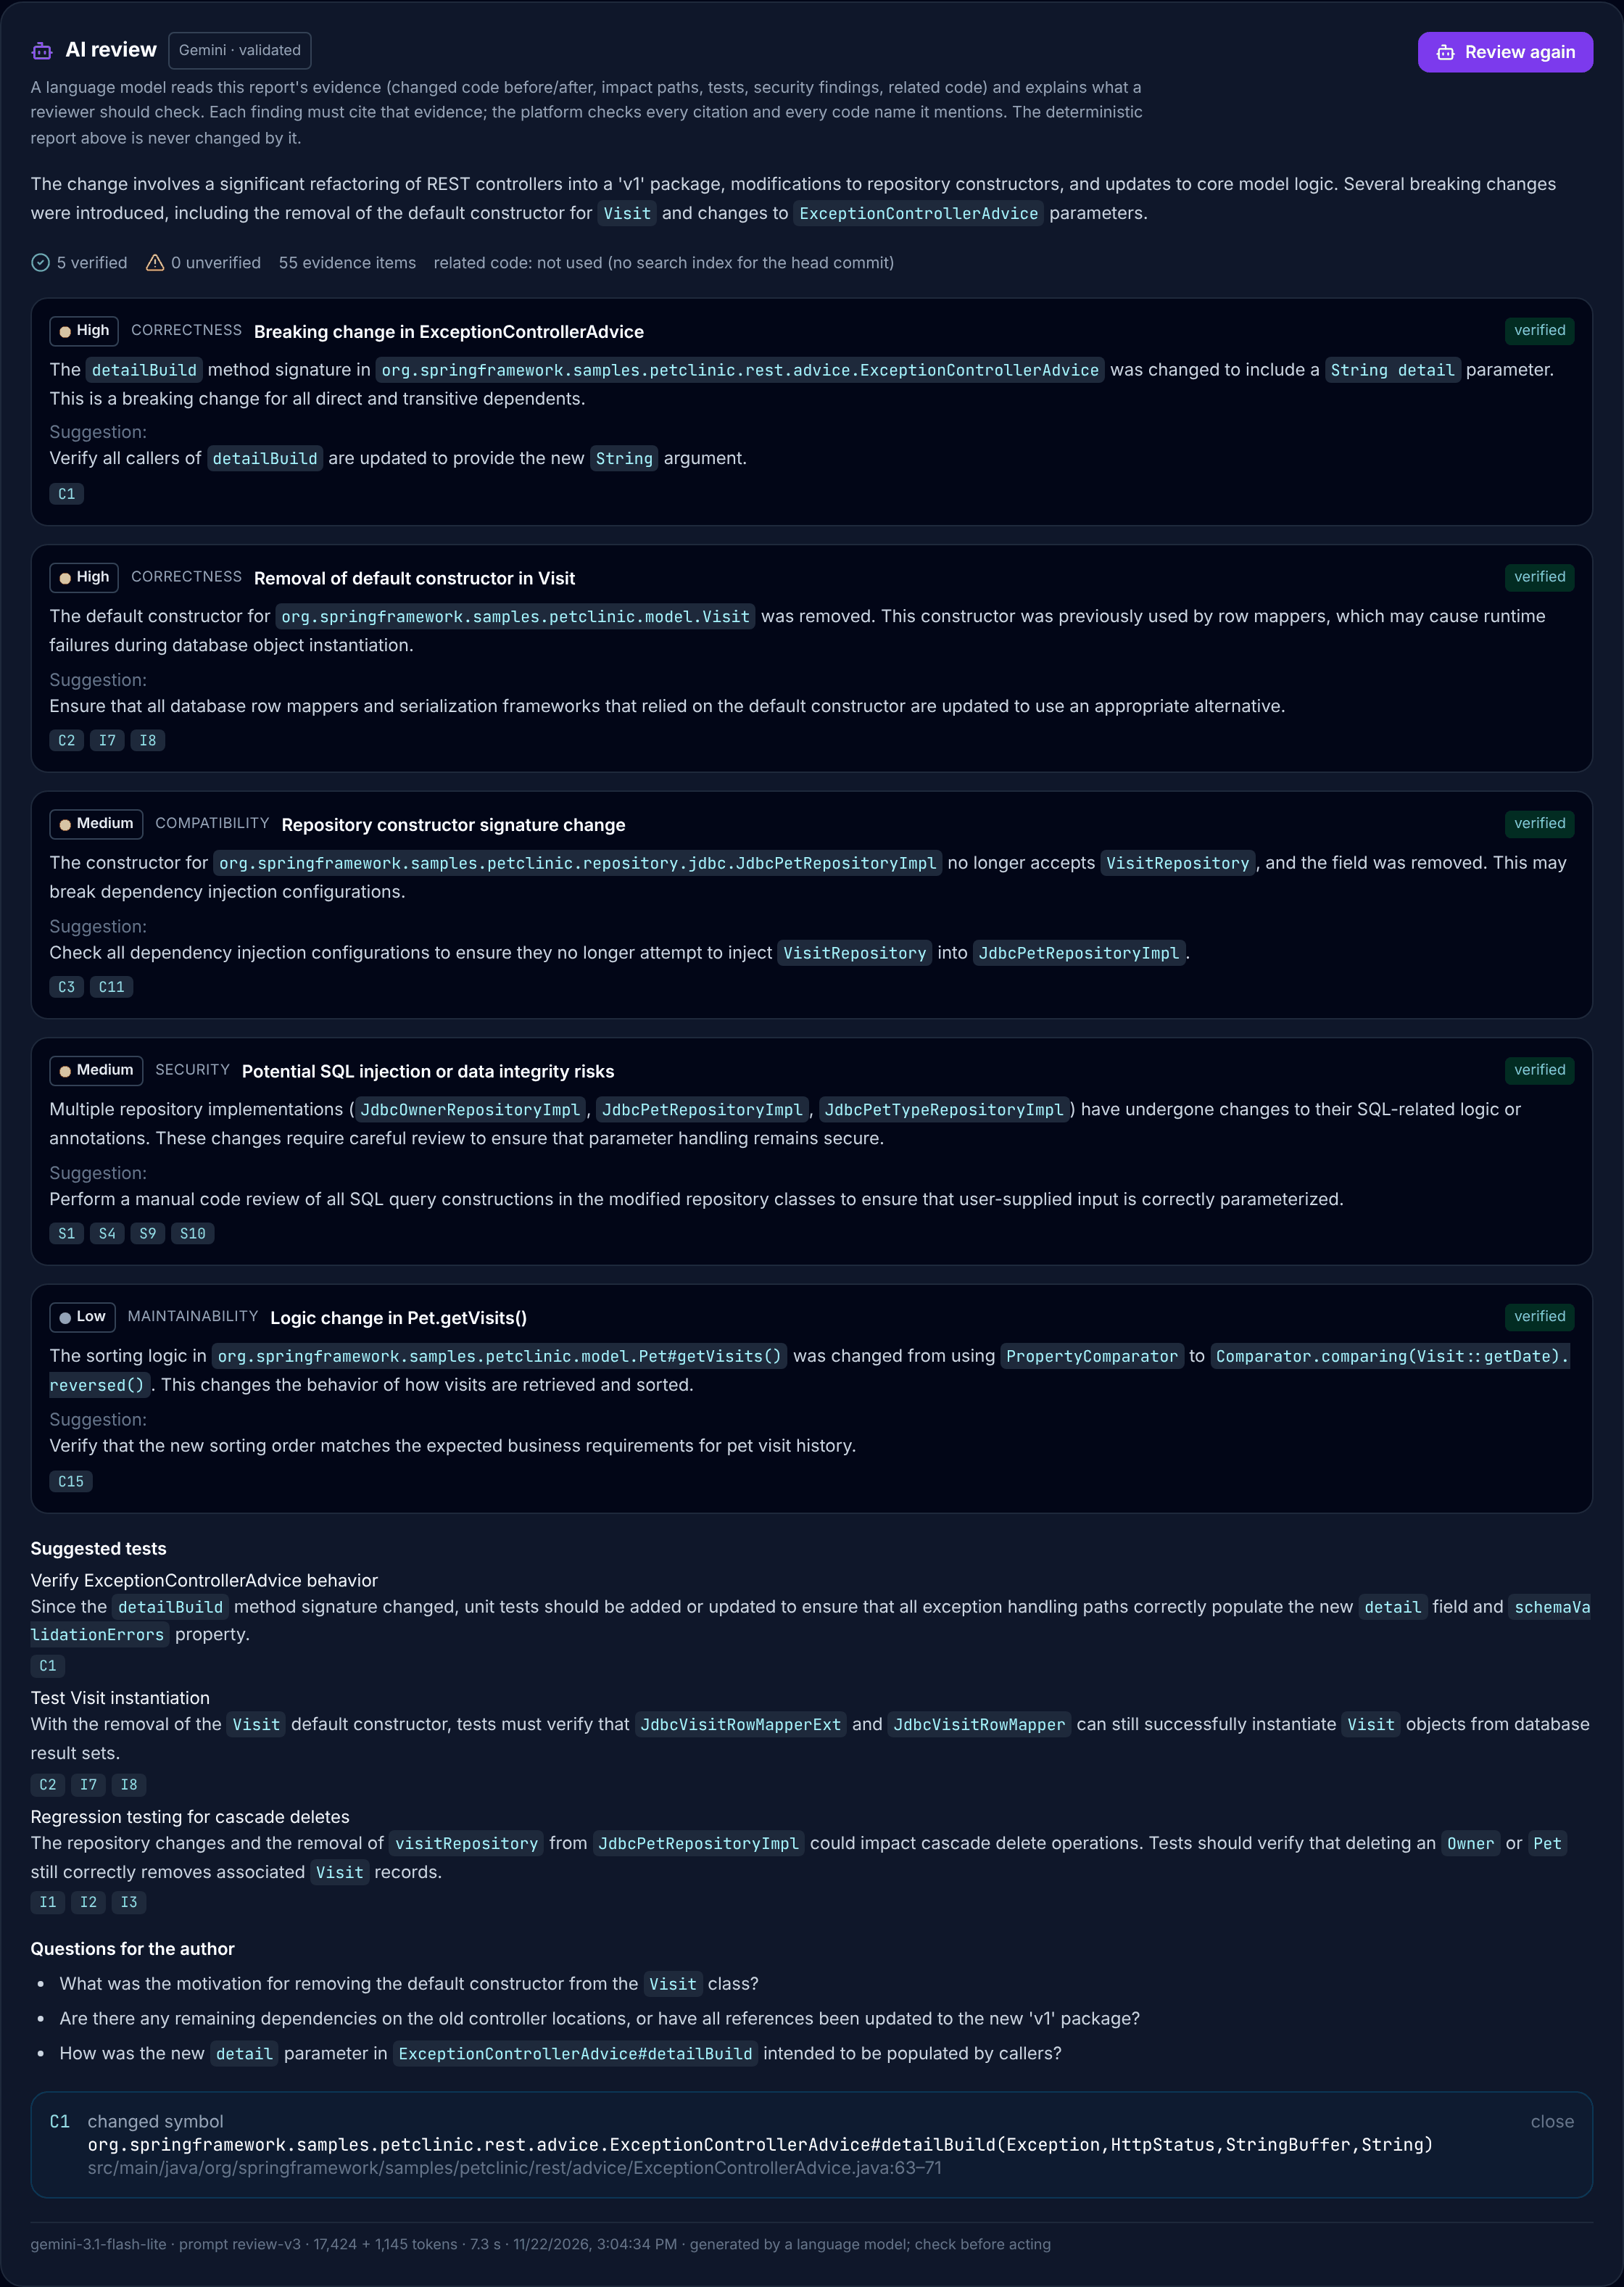 AI review Gemini · validated Review again
A language model reads this report's evidence (changed code before/after, impact paths, tests, security findings, related code) and explains what a
reviewer should check. Each finding must cite that evidence; the platform checks every citation and every code name it mentions. The deterministic
report above is never changed by it.
The change involves a significant refactoring of REST controllers into a 'v1' package, modifications to repository constructors, and updates to core model logic. Several breaking changes
were introduced, including the removal of the default constructor for Visit and changes to ExceptionControllerAdvice parameters.
5 verified 0 unverified 55 evidence items related code: not used (no search index for the head commit)
High CORRECTNESS Breaking change in ExceptionControllerAdvice verified
The detailBuild method signature in org.springframework.samples.petclinic.rest.advice.ExceptionControllerAdvice was changed to include a String detail parameter.
This is a breaking change for all direct and transitive dependents.
Suggestion:
Verify all callers of detailBuild are updated to provide the new String argument.
C1
High CORRECTNESS Removal of default constructor in Visit verified
The default constructor for org.springframework.samples.petclinic.model.Visit was removed. This constructor was previously used by row mappers, which may cause runtime
failures during database object instantiation.
Suggestion:
Ensure that all database row mappers and serialization frameworks that relied on the default constructor are updated to use an appropriate alternative.
C2 I7 I8
Medium COMPATIBILITY Repository constructor signature change verified
The constructor for org.springframework.samples.petclinic.repository.jdbc.JdbcPetRepositoryImpl no longer accepts VisitRepository, and the field was removed. This may
break dependency injection configurations.
Suggestion:
Check all dependency injection configurations to ensure they no longer attempt to inject VisitRepository into JdbcPetRepositoryImpl.
C3 C11
Medium SECURITY Potential SQL injection or data integrity risks verified
Multiple repository implementations (JdbcOwnerRepositoryImpl, JdbcPetRepositoryImpl, JdbcPetTypeRepositoryImpl) have undergone changes to their SQL-related logic or
annotations. These changes require careful review to ensure that parameter handling remains secure.
Suggestion:
Perform a manual code review of all SQL query constructions in the modified repository classes to ensure that user-supplied input is correctly parameterized.
S1 S4 S9 S10
Low MAINTAINABILITY Logic change in Pet.getVisits() verified
The sorting logic in org.springframework.samples.petclinic.model.Pet#getVisits() was changed from using PropertyComparator to Comparator.comparing(Visit::getDate).
reversed(). This changes the behavior of how visits are retrieved and sorted.
Suggestion:
Verify that the new sorting order matches the expected business requirements for pet visit history.
C15
Suggested tests
Verify ExceptionControllerAdvice behavior
Since the detailBuild method signature changed, unit tests should be added or updated to ensure that all exception handling paths correctly populate the new detail field and schemaVa
lidationErrors property.
C1
Test Visit instantiation
With the removal of the Visit default constructor, tests must verify that JdbcVisitRowMapperExt and JdbcVisitRowMapper can still successfully instantiate Visit objects from database
result sets.
C2 I7 I8
Regression testing for cascade deletes
The repository changes and the removal of visitRepository from JdbcPetRepositoryImpl could impact cascade delete operations. Tests should verify that deleting an Owner or Pet
still correctly removes associated Visit records.
I1 I2 I3
Questions for the author
• What was the motivation for removing the default constructor from the Visit class?
• Are there any remaining dependencies on the old controller locations, or have all references been updated to the new 'v1' package?
• How was the new detail parameter in ExceptionControllerAdvice#detailBuild intended to be populated by callers?
C1 changed symbol close
org.springframework.samples.petclinic.rest.advice.ExceptionControllerAdvice#detailBuild(Exception,HttpStatus,StringBuffer,String)
src/main/java/org/springframework/samples/petclinic/rest/advice/ExceptionControllerAdvice.java:63–71
gemini-3.1-flash-lite · prompt review-v3 · 17,424 + 1,145 tokens · 7.3 s · 11/22/2026, 3:04:34 PM · generated by a language model; check before acting